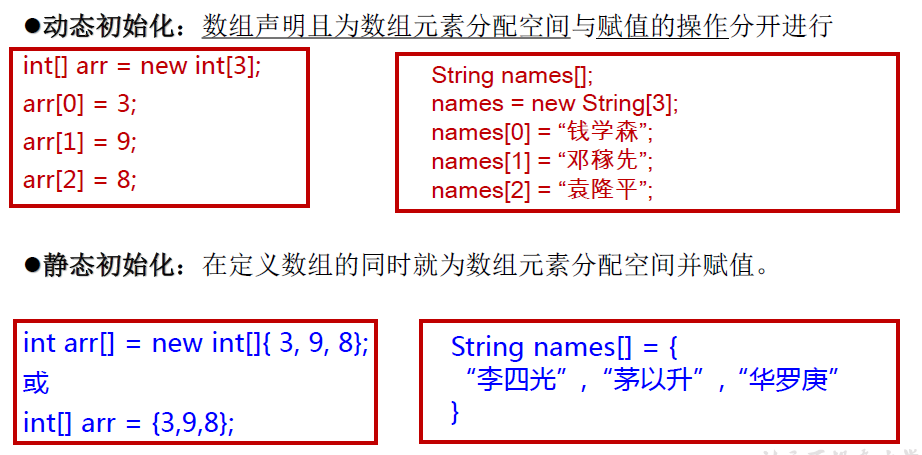 ●动态初始化：数组声明且为数组元素分配空间与赋值的操作分开进行
int[] arr = new int[3];
arr[0] = 3;
arr[1] = 9;
arr[2] = 8;
String names[];
names = new String[3];
names[0] = “钱学森”;
names[1] = “邓稼先”;
names[2] = “袁隆平”;
●静态初始化：在定义数组的同时就为数组元素分配空间并赋值。
int arr[] = new int[]{ 3, 9, 8};
或
int[] arr = {3,9,8};
String names[] = {
“李四光”,“茅以升”,“华罗庚”
}